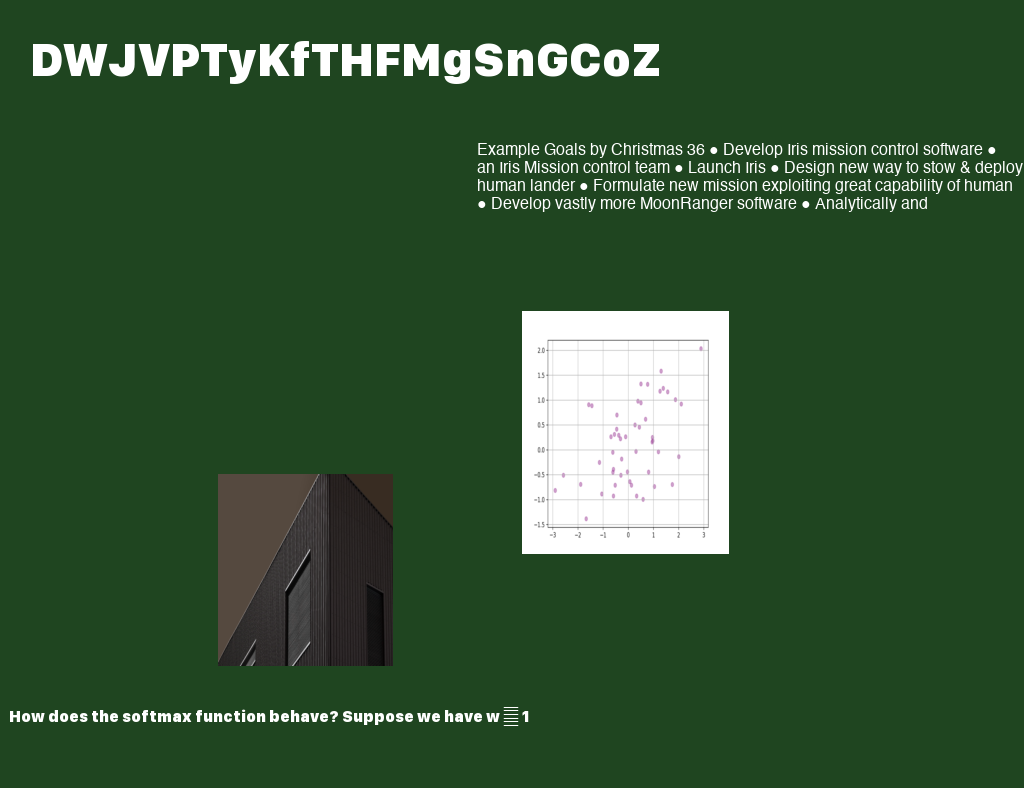 DWJVPTyKfTHFMgSnGCoZ
Example Goals by Christmas 36 ● Develop Iris mission control software ●
an Iris Mission control team ● Launch Iris ● Design new way to stow & deploy
human lander ● Formulate new mission exploiting great capability of human
● Develop vastly more MoonRanger software ● Analytically and
2.0
1.5
1.0
0.5
0.0
−0.5
−1.0
−1.5
−3 −2 −1 0 1 2 3
How does the softmax function behave? Suppose we have w 1